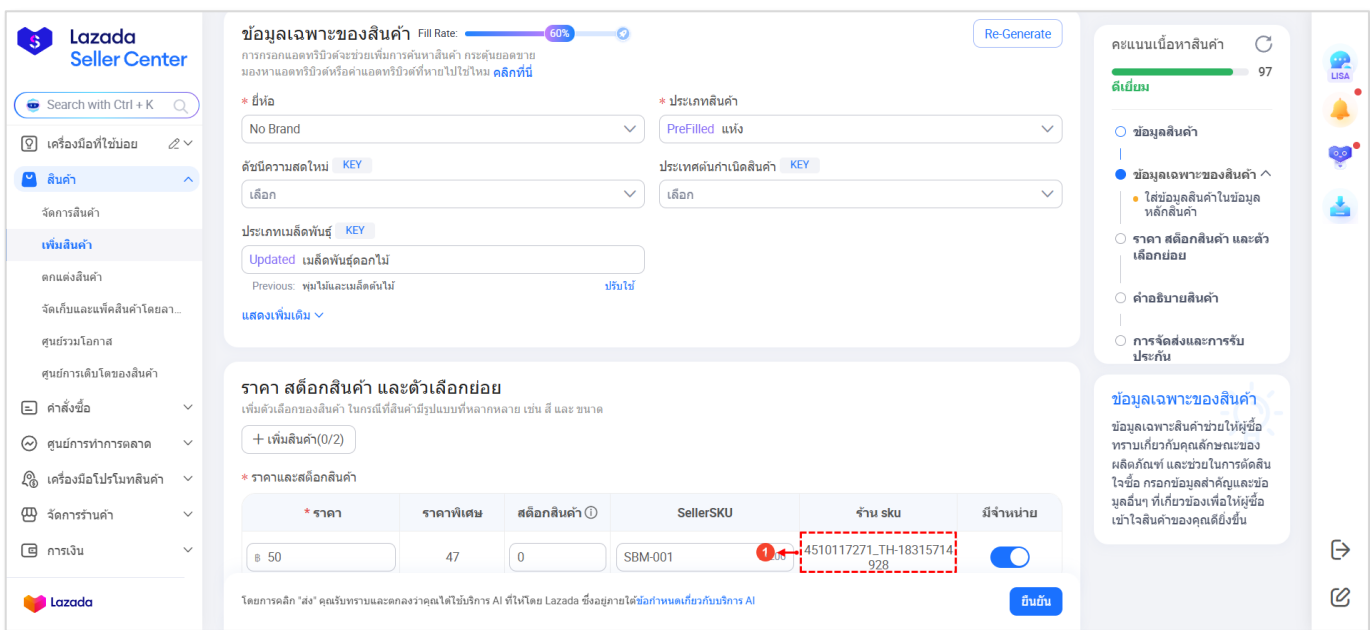 Lazada
Seller Center
Search with Ctrl + K
เครื่องมือที่ใช้บ่อย
สินค้า
จัดการสินค้า
เพิ่มสินค้า
ตกแต่งสินค้า
จัดเก็บและแพ็คสินค้าโดยลา...
ศูนย์รวมโอกาส
ศูนย์การเติบโตของสินค้า
คำสั่งซื้อ
ศูนย์การทำการตลาด
เครื่องมือโปรโมทสินค้า
จัดการร้านค้า
การเงิน
Lazada
ข้อมูลเฉพาะของสินค้า Fill Rate: 60%
Re-Generate
การกรอกแอตทริบิวต์จะช่วยเพิ่มการค้นหาสินค้า กระตุ้นยอดขาย
มองหาแอตทริบิวต์หรือค่าแอตทริบิวต์ที่หายไปใช่ไหม คลิกที่นี่
* ยี่ห้อ
No Brand
* ประเภทสินค้า
PreFilled แห้ง
ดัชนีความสดใหม่ KEY
เลือก
ประเทศต้นกำเนิดสินค้า KEY
เลือก
ประเภทเมล็ดพันธุ์ KEY
Updated เมล็ดพันธุ์ดอกไม้
Previous: พุ่มไม้และเมล็ดต้นไม้ ปรับใช้
แสดงเพิ่มเติม
ราคา สต็อกสินค้า และตัวเลือกย่อย
เพิ่มตัวเลือกของสินค้า ในกรณีที่สินค้ามีรูปแบบที่หลากหลาย เช่น สี และ ขนาด
+ เพิ่มสินค้า(0/2)
* ราคาและสต็อกสินค้า
* ราคา ราคาพิเศษ สต็อกสินค้า SellerSKU ร้าน sku มีจำหน่าย
฿ 50 47 0 SBM-001 1 4510117271_TH-18315714
928
โดยการคลิก "ส่ง" คุณรับทราบและตกลงว่าคุณได้ใช้บริการ AI ที่ให้โดย Lazada ซึ่งอยู่ภายใต้ข้อกำหนดเกี่ยวกับบริการ AI
ยืนยัน
คะแนนเนื้อหาสินค้า
97
ดีเยี่ยม
ข้อมูลสินค้า
ข้อมูลเฉพาะของสินค้า
ใส่ข้อมูลสินค้าในข้อมูล
หลักสินค้า
ราคา สต็อกสินค้า และตัว
เลือกย่อย
คำอธิบายสินค้า
การจัดส่งและการรับ
ประกัน
ข้อมูลเฉพาะของสินค้า
ข้อมูลเฉพาะสินค้าช่วยให้ผู้ซื้อ
ทราบเกี่ยวกับคุณลักษณะของ
ผลิตภัณฑ์ และช่วยในการตัดสิน
ใจซื้อ กรอกข้อมูลสำคัญและข้อ
มูลอื่นๆ ที่เกี่ยวข้องเพื่อให้ผู้ซื้อ
เข้าใจสินค้าของคุณดียิ่งขึ้น
LISA